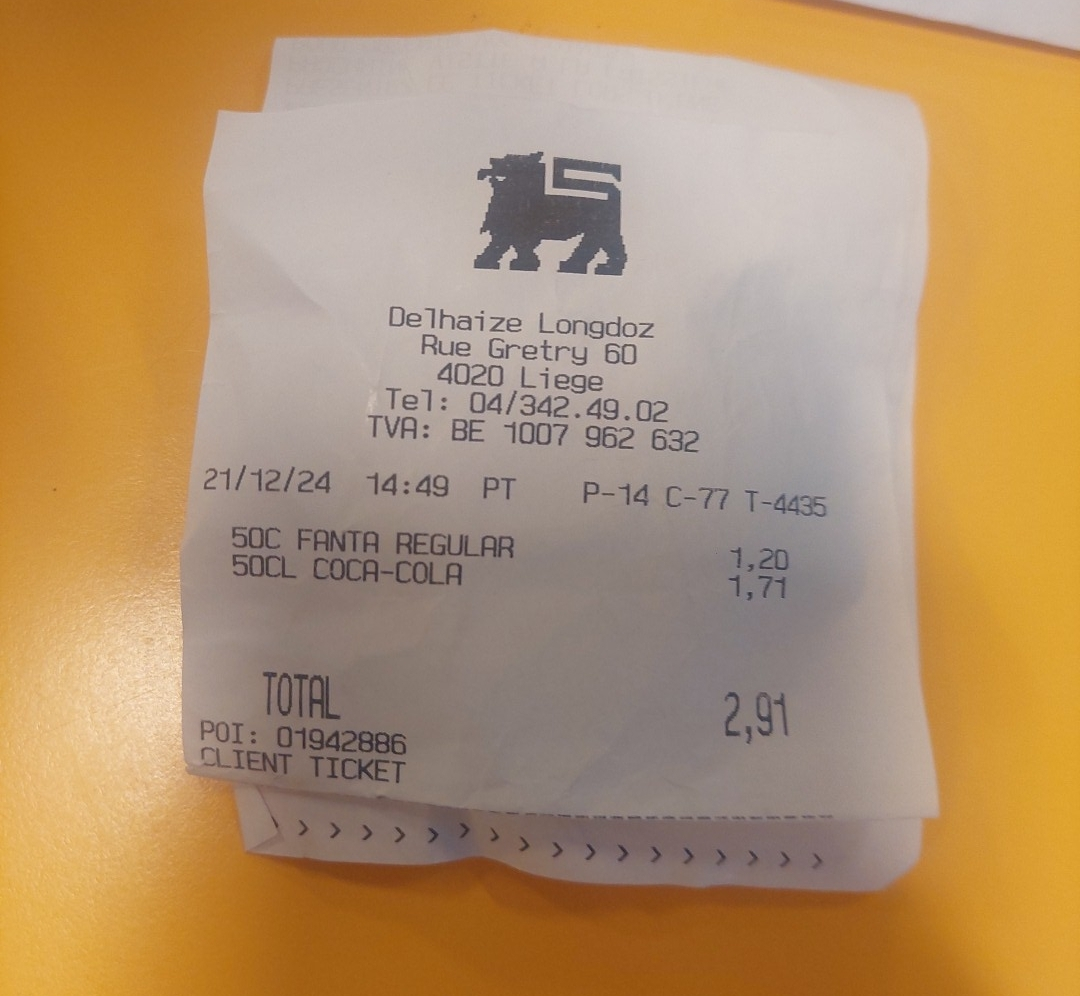 Delhaize Longdoz
Rue Gretry 60
4020 Liege
Tel: 04/342.49.02
TVA: BE 1007 962 632
21/12/24 14:49 PT P-14 C-77 T-4435
50C FANTA REGULAR 1,20
50CL COCA-COLA 1,71
TOTAL 2,91
POI: 01942886
CLIENT TICKET